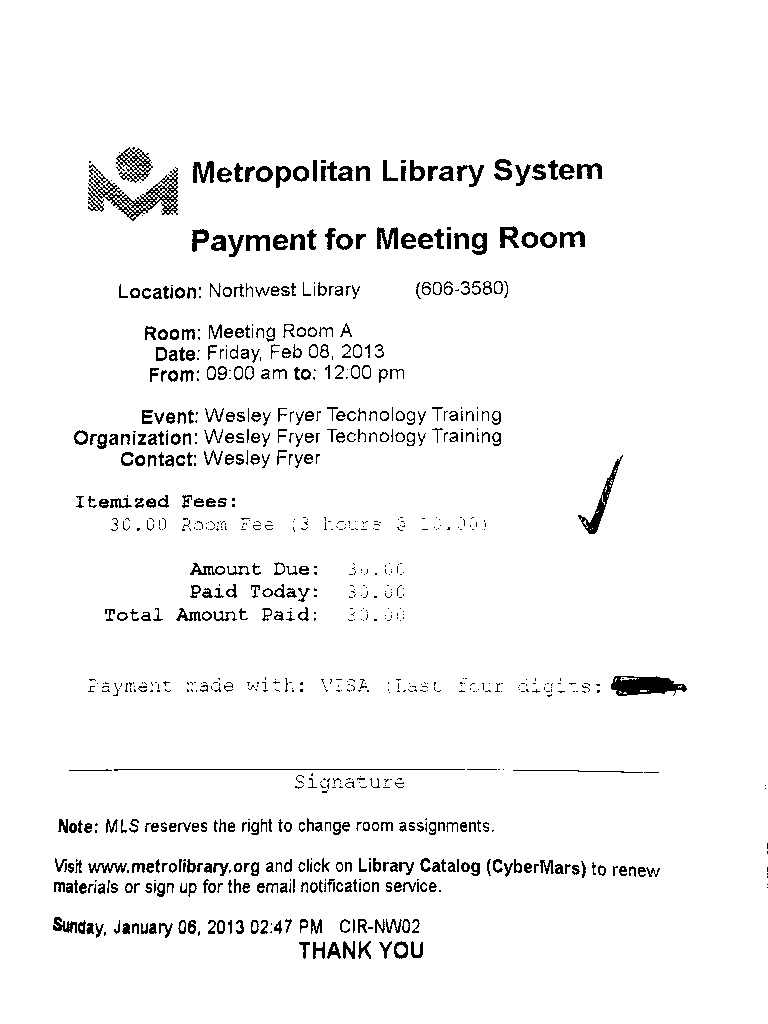 Metropolitan Library System
Payment for Meeting Room
Location: Northwest Library (606-3580)
Room: Meeting Room A
Date: Friday, Feb 08, 2013
From: 09:00 am to: 12:00 pm
Event: Wesley Fryer Technology Training
Organization: Wesley Fryer Technology Training
Contact: Wesley Fryer
Itemized Fees:
30.00 Room Fee (3 hours @ 10.00)
Amount Due: 30.00
Paid Today: 30.00
Total Amount Paid: 30.00
Payment made with: VISA (Last four digits:
Signature
Note: MLS reserves the right to change room assignments.
Visit www.metrolibrary.org and click on Library Catalog (CyberMars) to renew
materials or sign up for the email notification service.
Sunday, January 06, 2013 02:47 PM CIR-NW02
THANK YOU